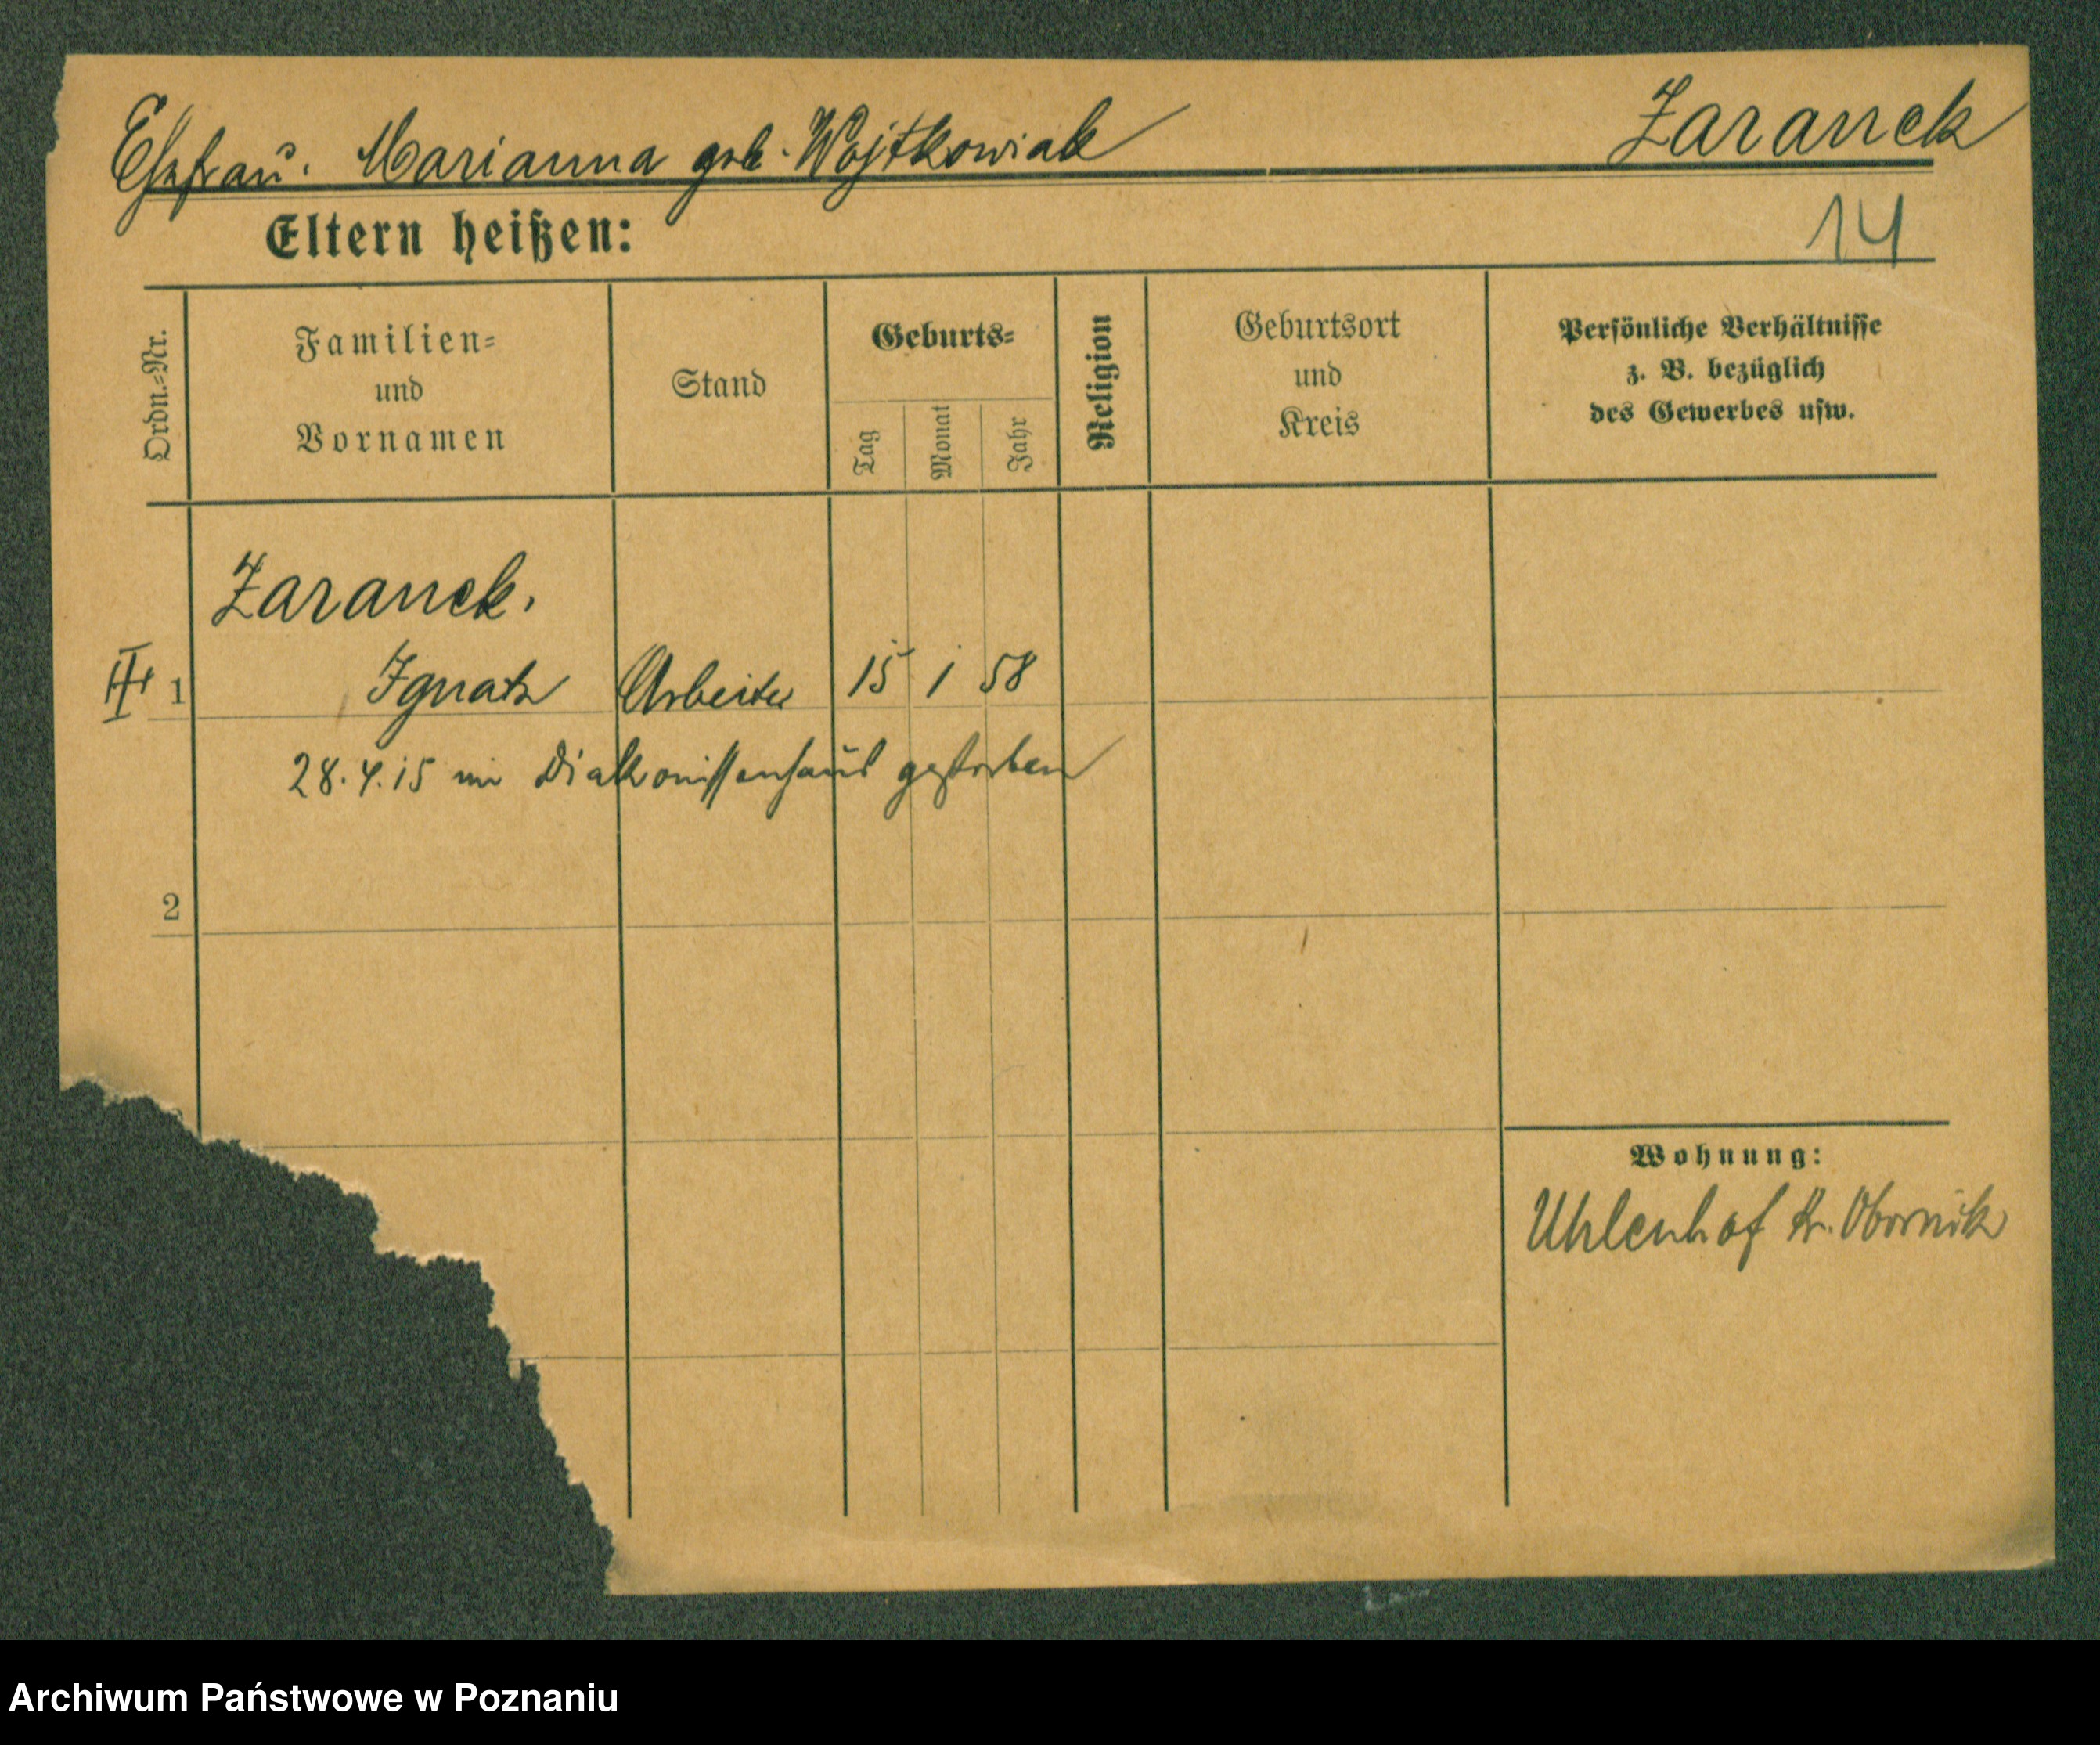 Ehefrau. Marianna geb. Wojtkowiak Zaranek
Eltern heißen: 14
Ordn.-Nr.
Familien-
und
Vornamen
Stand
Geburts-
Tag
Monat
Jahr
Religion
Geburtsort
und
Kreis
Persönliche Verhältnisse
z. B. bezüglich
des Gewerbes usw.
Zaranek.
III 1 Ignatz Arbeiter 15 1 58
28.4.15 im Diakonissenhaus gestorben
2
Wohnung:
Uhlenhof Kr. Obornik
Archiwum Państwowe w Poznaniu